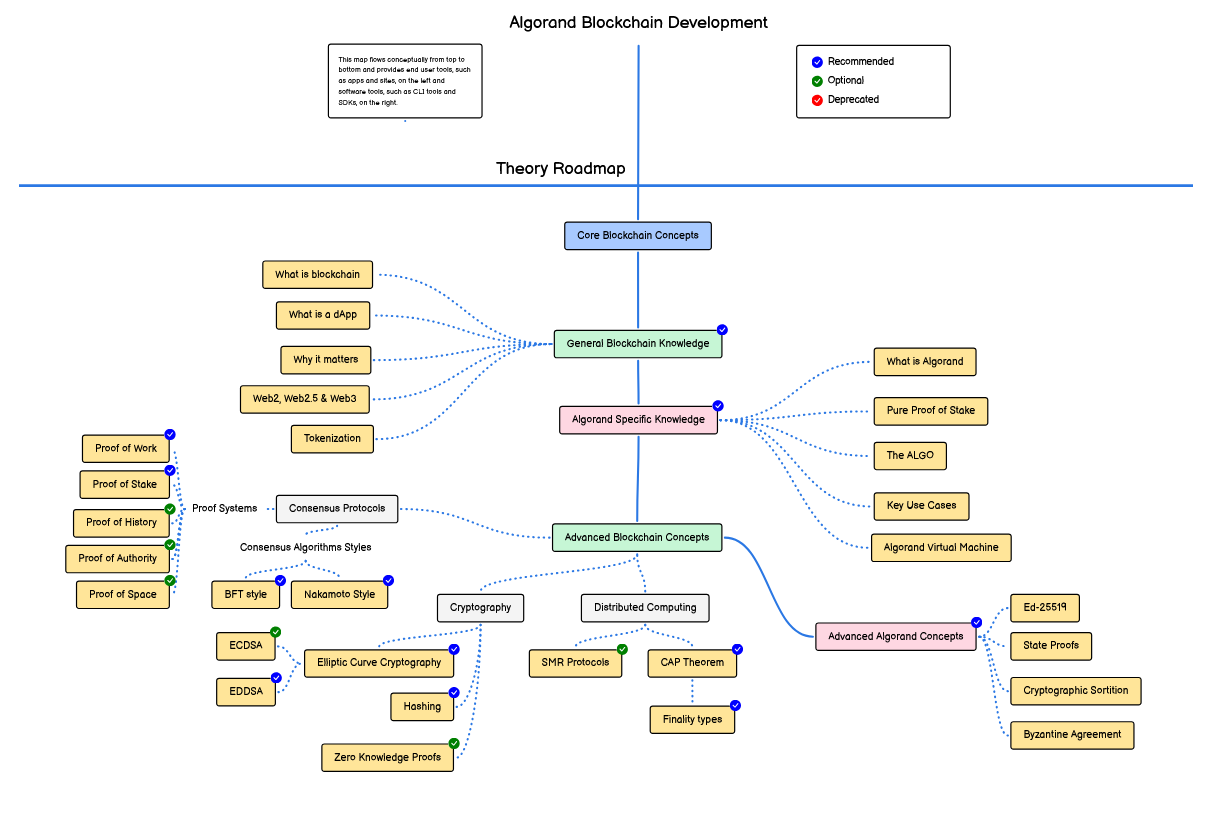 Algorand Blockchain Development
This map flows conceptually from top to
bottom and provides end user tools, such
as apps and sites, on the left and
software tools, such as CLI tools and
SDKs, on the right.
Recommended
Optional
Deprecated
Theory Roadmap
Core Blockchain Concepts
What is blockchain
What is a dApp
Why it matters
Web2, Web2.5 & Web3
Tokenization
General Blockchain Knowledge
Algorand Specific Knowledge
What is Algorand
Pure Proof of Stake
The ALGO
Key Use Cases
Algorand Virtual Machine
Proof of Work
Proof of Stake
Proof of History
Proof of Authority
Proof of Space
Proof Systems
Consensus Protocols
Consensus Algorithms Styles
BFT style
Nakamoto Style
Advanced Blockchain Concepts
Cryptography
Distributed Computing
ECDSA
EDDSA
Elliptic Curve Cryptography
Hashing
Zero Knowledge Proofs
SMR Protocols
CAP Theorem
Finality types
Advanced Algorand Concepts
Ed-25519
State Proofs
Cryptographic Sortition
Byzantine Agreement